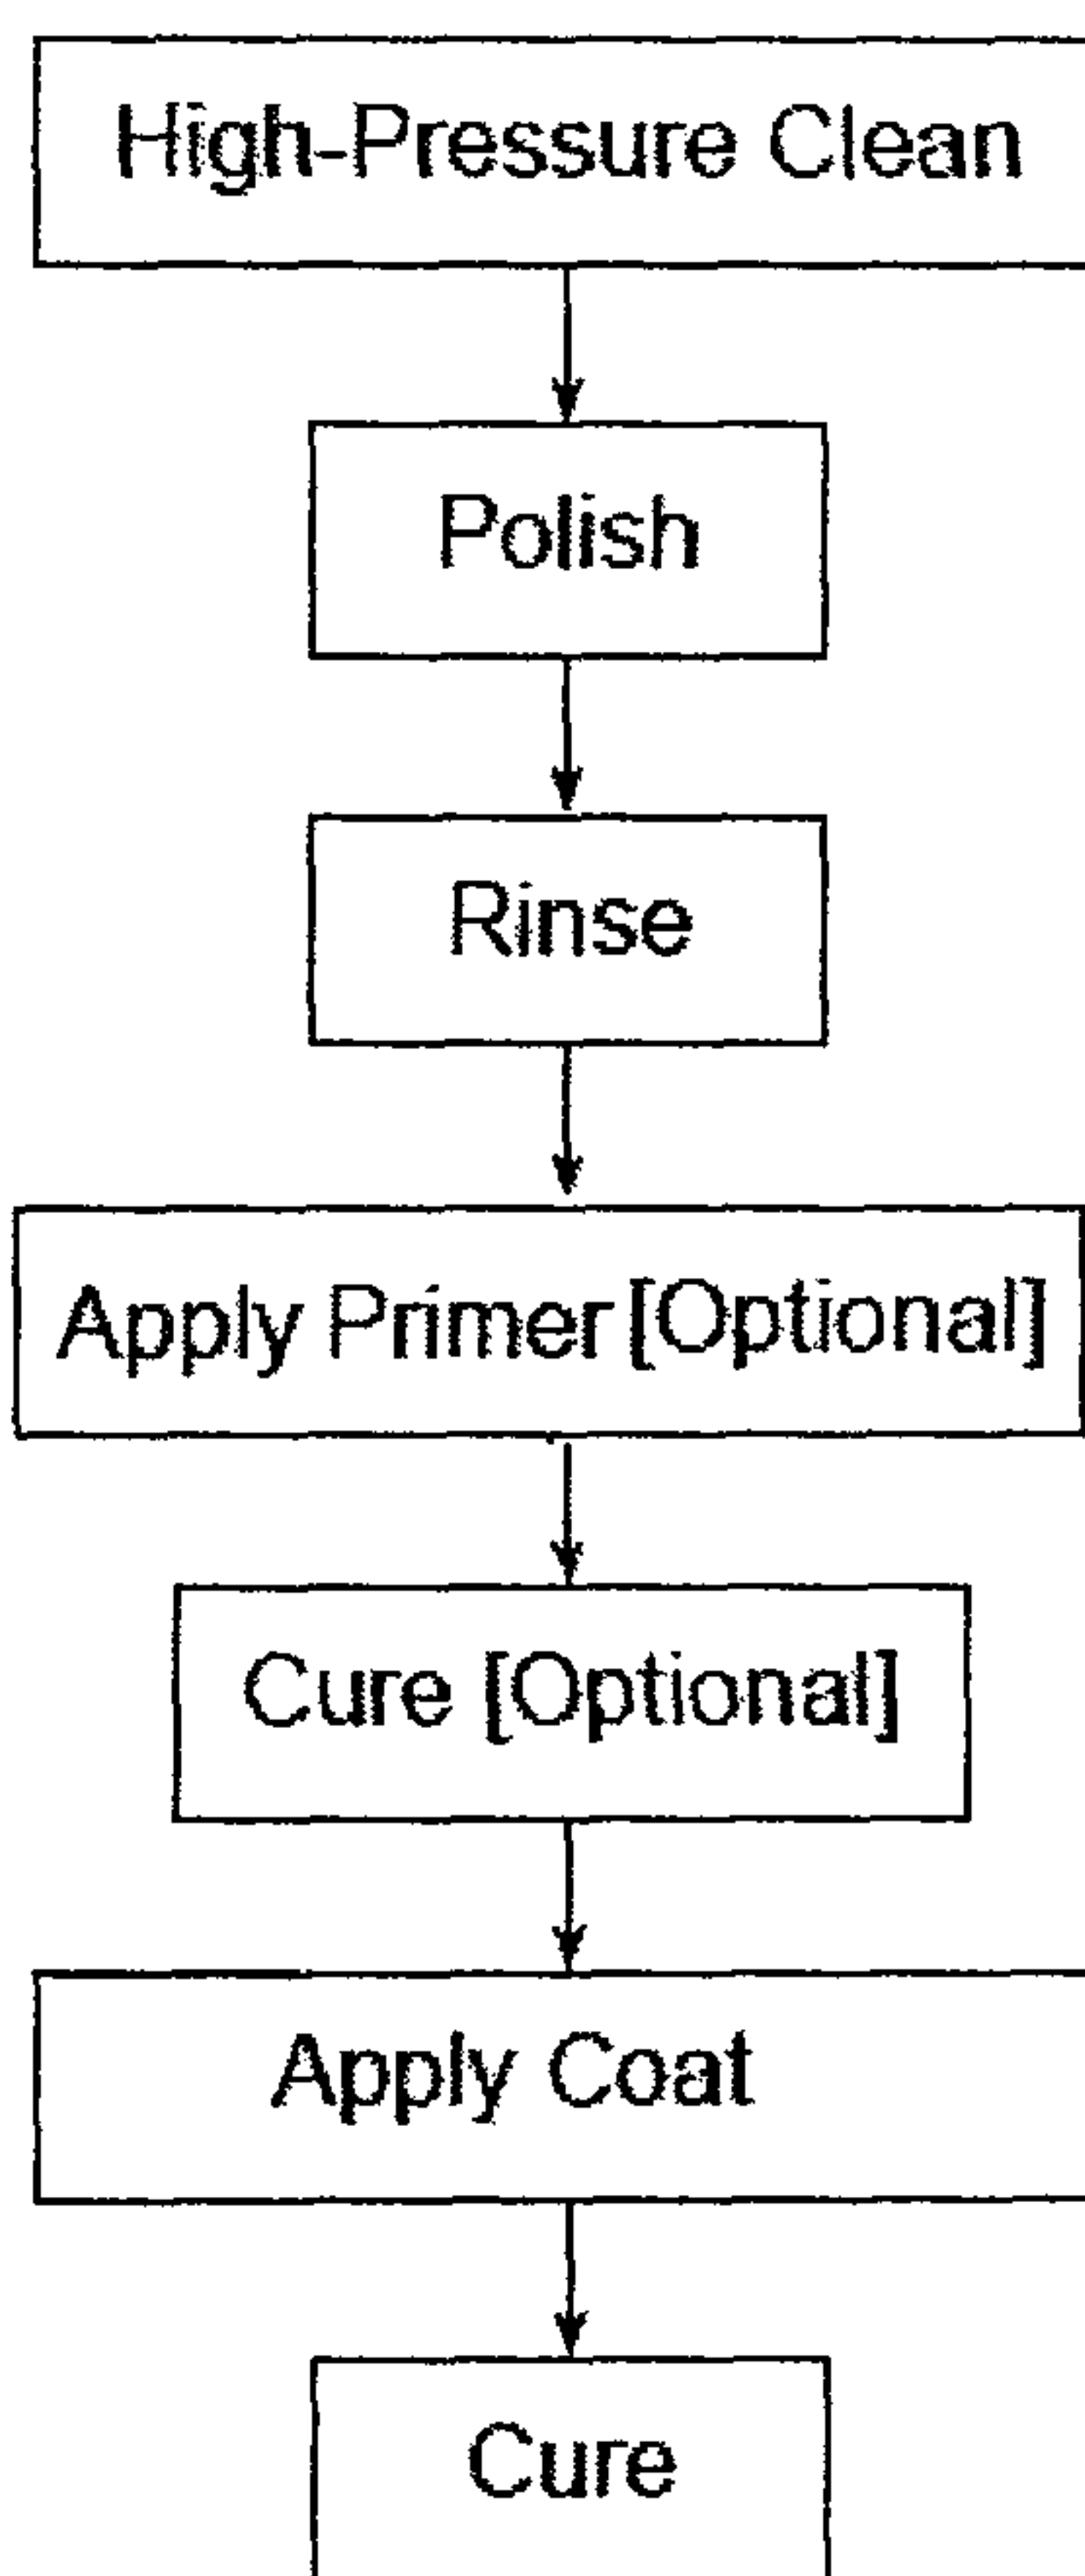 High-Pressure Clean
Polish
Rinse
Apply Primer [Optional]
Cure [Optional]
Apply Coat
Cure